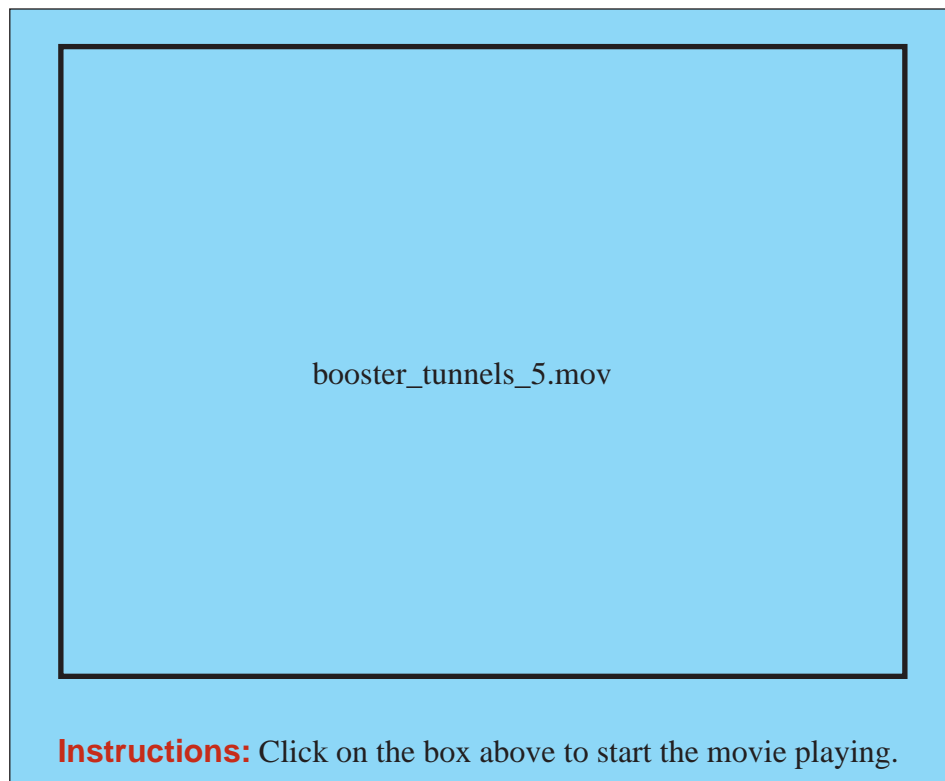 booster_tunnels_5.mov
Instructions: Click on the box above to start the movie playing.